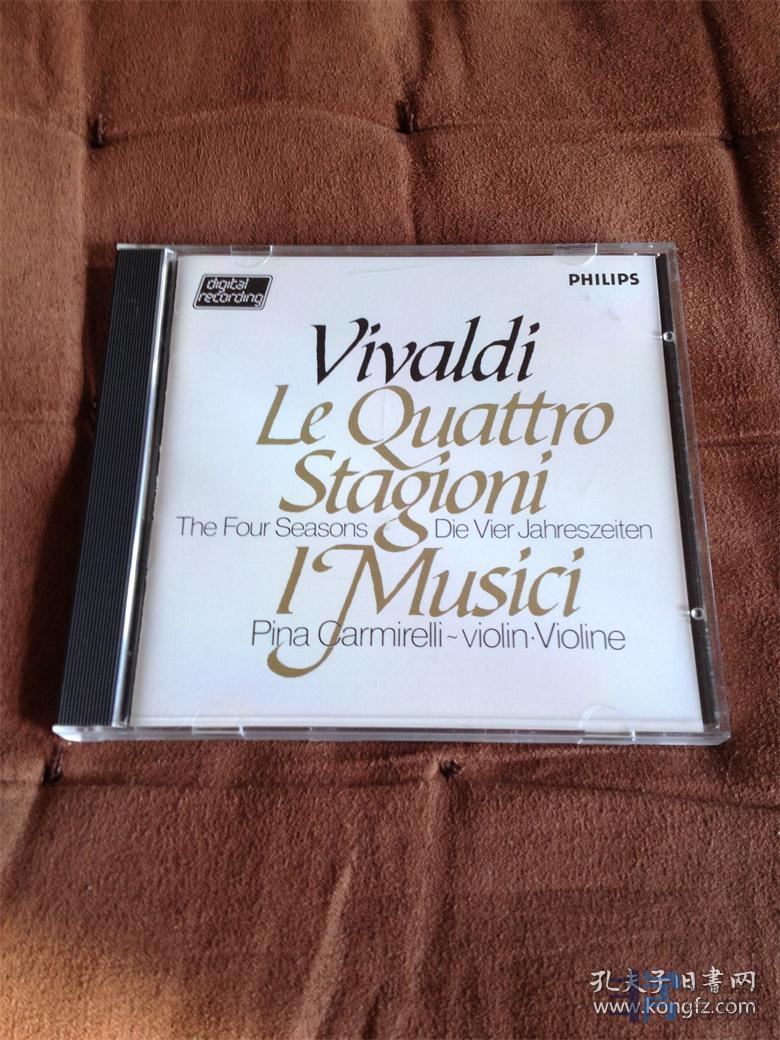 digital
recording
PHILIPS
Vivaldi
Le Quattro
Stagioni
The Four Seasons Die Vier Jahreszeiten
I Musici
Pina Carmirelli~violin·Violine
孔夫子旧書网
www.kongfz.com